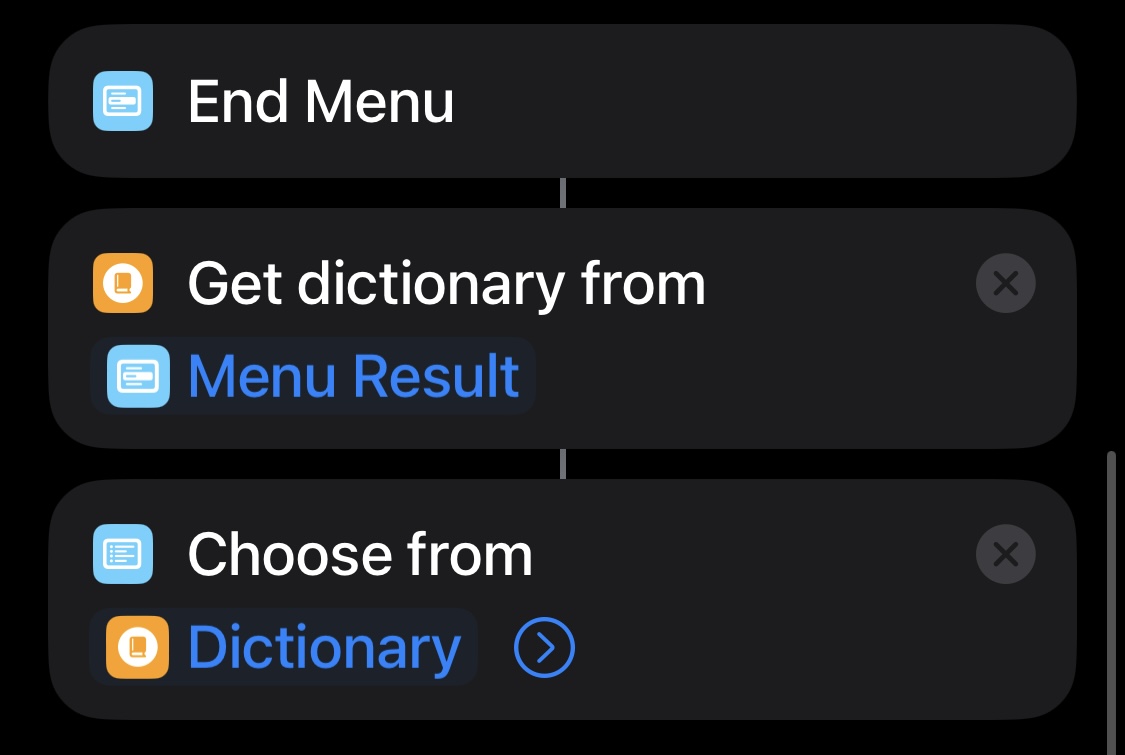 End Menu
Get dictionary from
Menu Result
Choose from
Dictionary